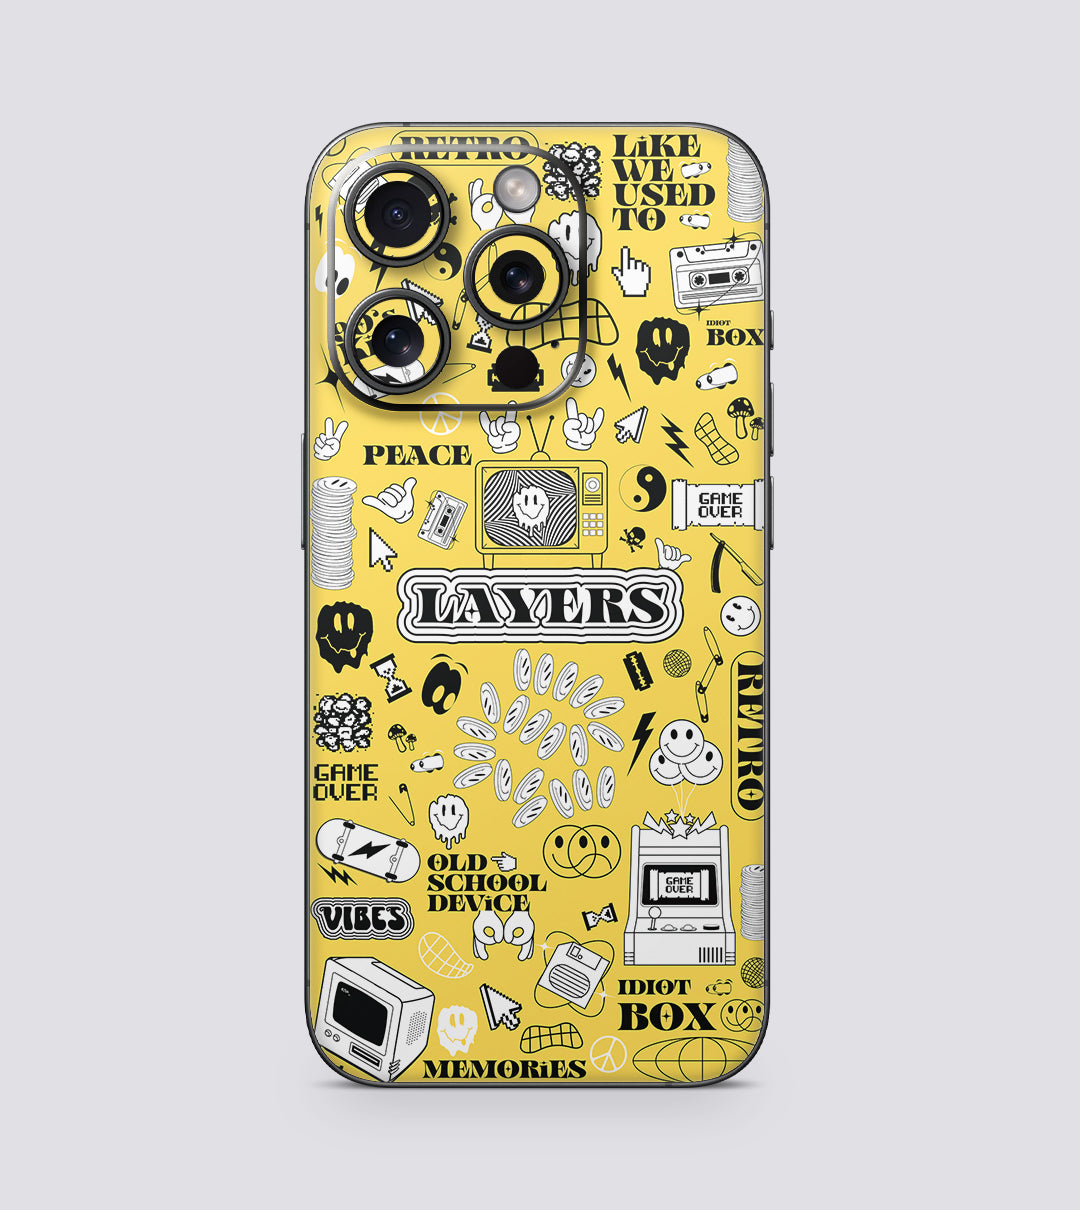 RETRO
LiKE
WE
USED
TO
IDIOT
BOX
PEACE
GAME
OVER
LAYERS
RETRO
GAME
OVER
OLD
SCHOOL
DEViCE
GAME
OVER
VIBES
IDIOT
BOX
MEMORiES